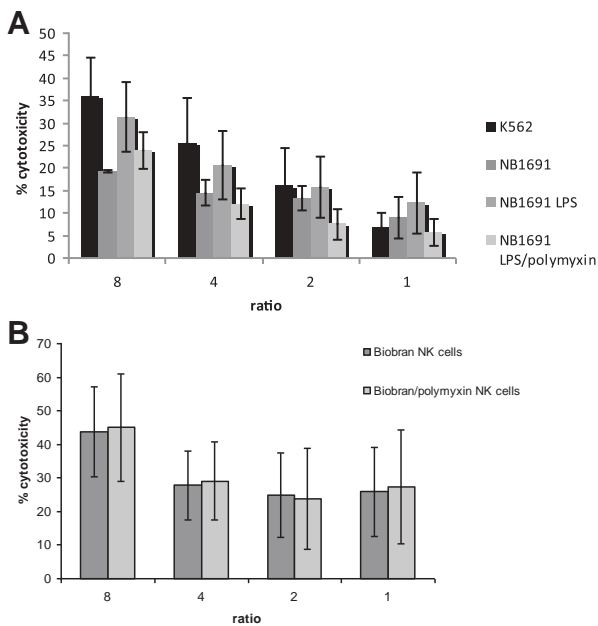 A
50
45
40
35
30
25
20
15
10
5
0
% cytotoxicity
8 4 2 1
ratio
K562
NB1691
NB1691 LPS
NB1691
LPS/polymyxin
B
70
60
50
40
30
20
10
0
% cytotoxicity
8 4 2 1
ratio
Biobran NK cells
Biobran/polymyxin NK cells